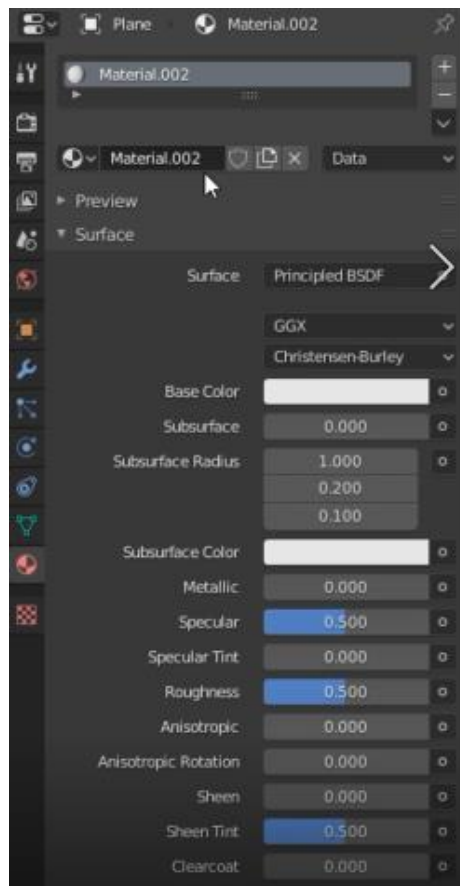 Plane Material.002
Material.002
Material.002 Data
Preview
Surface
Surface Principled BSDF
GGX
Christensen-Burley
Base Color
Subsurface 0.000
Subsurface Radius 1.000
0.200
0.100
Subsurface Color
Metallic 0.000
Specular 0.500
Specular Tint 0.000
Roughness 0.500
Anisotropic 0.000
Anisotropic Rotation 0.000
Sheen 0.000
Sheen Tint 0.500
Clearcoat 0.000